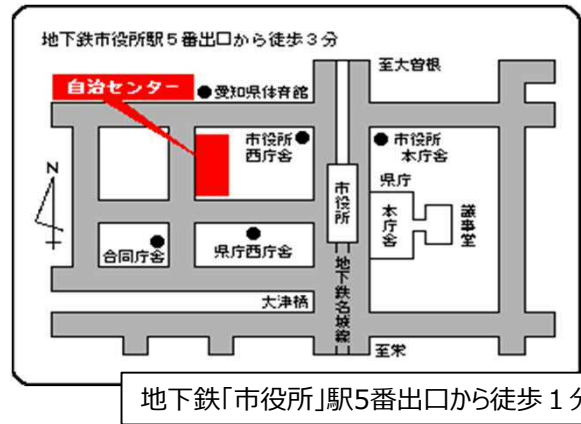 地下鉄市役所駅5番出口から徒歩3分
至大曽根
自治センター
愛知県体育館
市役所
西庁舎
市役所
本庁舎
N
市役所
県庁
本庁舎
議事堂
合同庁舎
県庁西庁舎
地下鉄名城線
大津橋
至栄
地下鉄「市役所」駅5番出口から徒歩1分